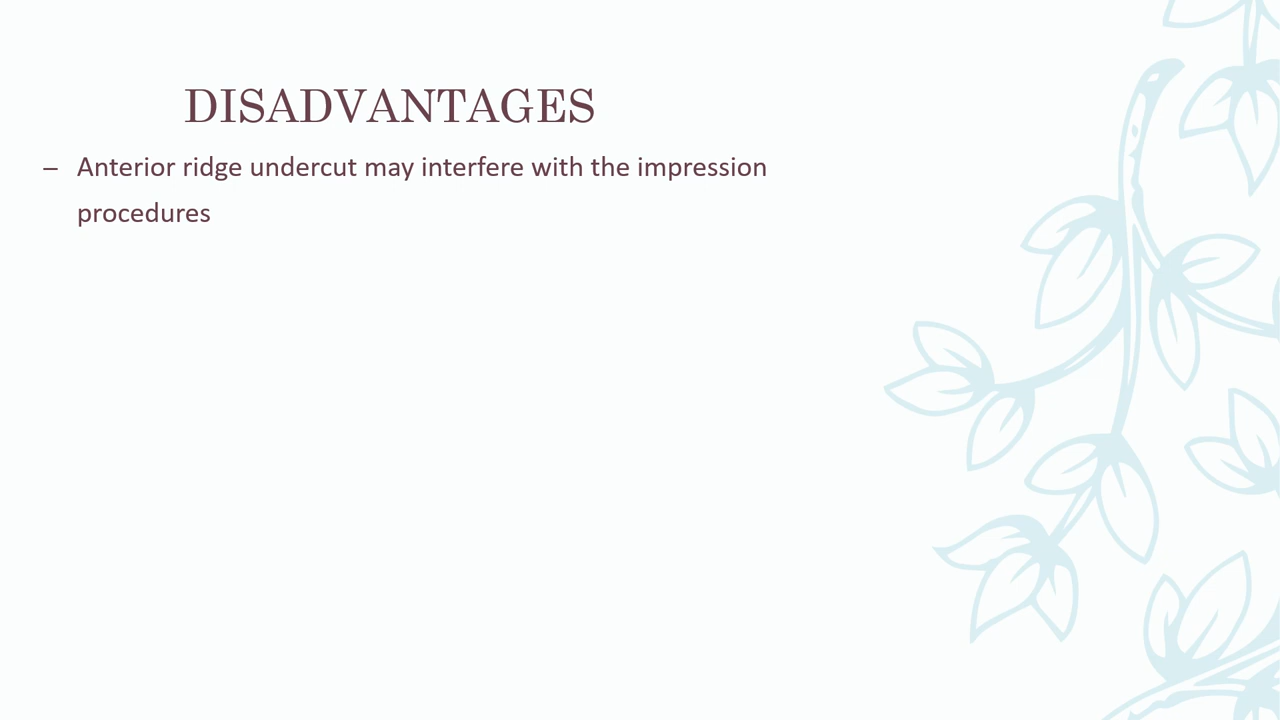 DISADVANTAGES
– Anterior ridge undercut may interfere with the impression
procedures